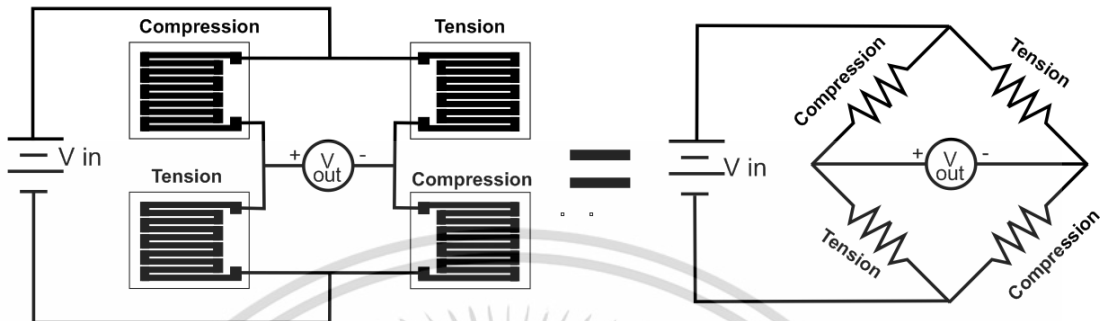 Compression
Tension
V in
+
V
out
-
Tension
Compression
Compression
Tension
V in
+
V
out
-
Tension
Compression